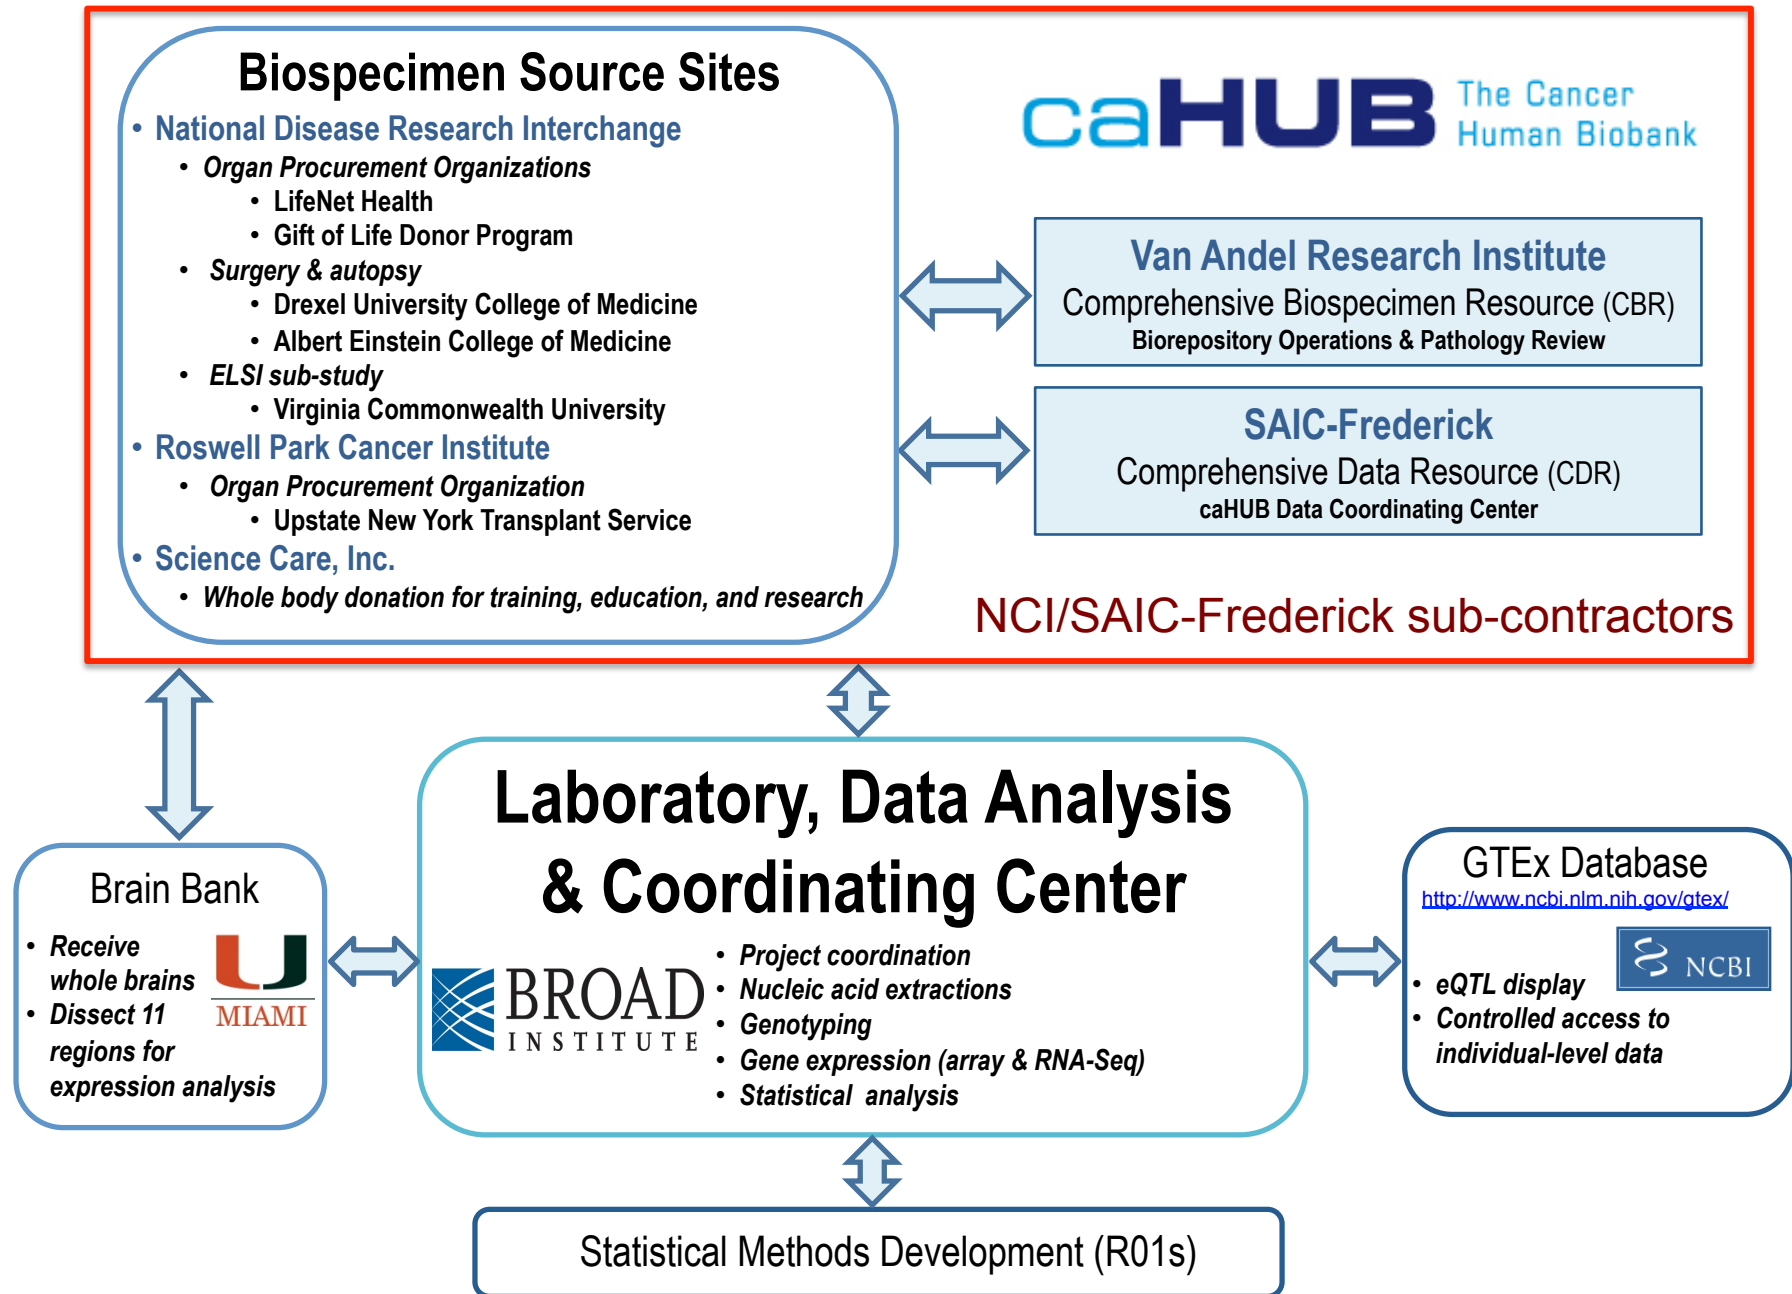 Biospecimen Source Sites
• National Disease Research Interchange
• Organ Procurement Organizations
• LifeNet Health
• Gift of Life Donor Program
• Surgery & autopsy
• Drexel University College of Medicine
• Albert Einstein College of Medicine
• ELSI sub-study
• Virginia Commonwealth University
• Roswell Park Cancer Institute
• Organ Procurement Organization
• Upstate New York Transplant Service
• Science Care, Inc.
• Whole body donation for training, education, and research
caHUB
The Cancer
Human Biobank
Van Andel Research Institute
Comprehensive Biospecimen Resource (CBR)
Biorepository Operations & Pathology Review
SAIC-Frederick
Comprehensive Data Resource (CDR)
caHUB Data Coordinating Center
NCI/SAIC-Frederick sub-contractors
Brain Bank
• Receive
whole brains
• Dissect 11
regions for
expression analysis
U
MIAMI
Laboratory, Data Analysis
& Coordinating Center
BROAD
INSTITUTE
• Project coordination
• Nucleic acid extractions
• Genotyping
• Gene expression (array & RNA-Seq)
• Statistical analysis
GTEx Database
http://www.ncbi.nlm.nih.gov/gtex/
NCBI
• eQTL display
• Controlled access to
individual-level data
Statistical Methods Development (R01s)